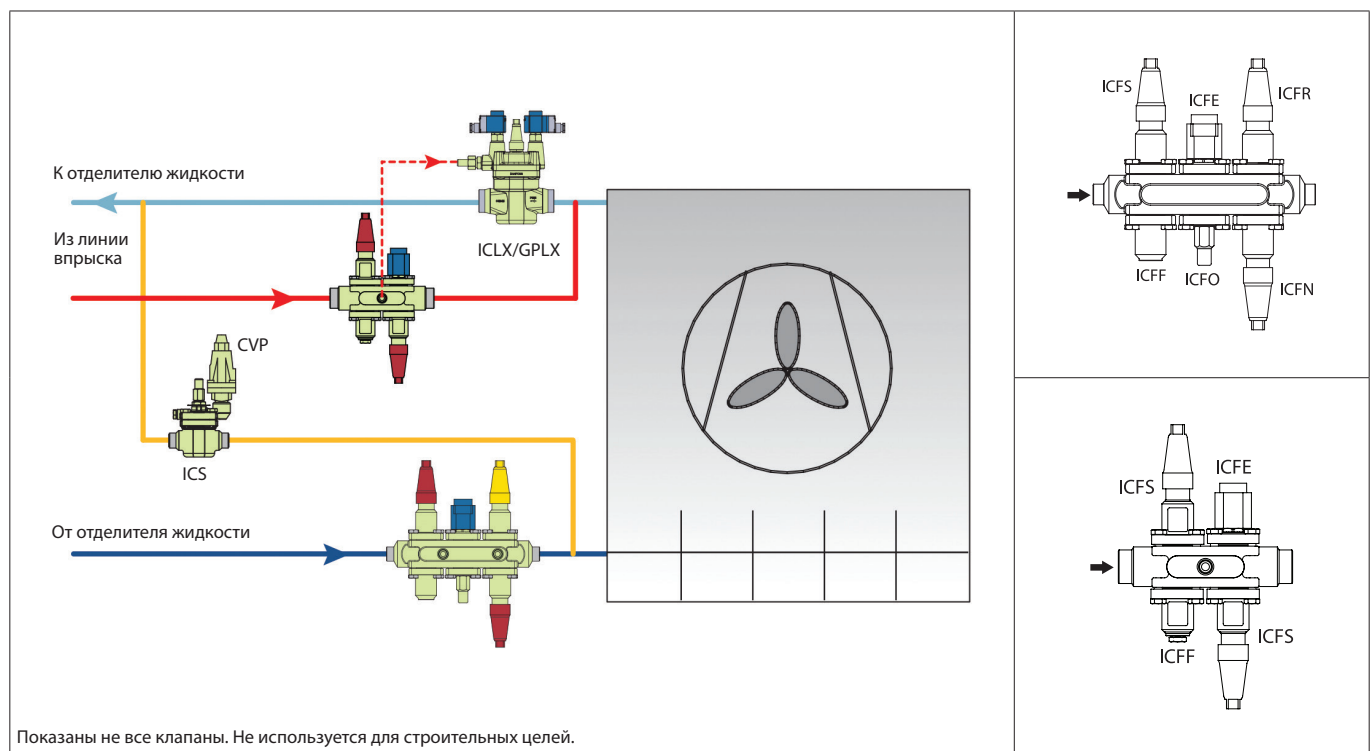 К отделителю жидкости
Из линии
впрыска
ICLX/GPLX
CVP
ICS
От отделителя жидкости
Показаны не все клапаны. Не используется для строительных целей.
ICFS
ICFE
ICFR
ICFF
ICFO
ICFN
ICFS
ICFE
ICFF
ICFS